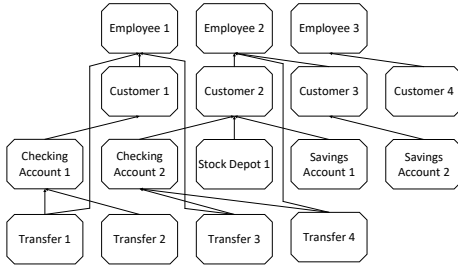 Employee 1
Employee 2
Employee 3
Customer 1
Customer 2
Customer 3
Customer 4
Checking
Account 1
Checking
Account 2
Stock Depot 1
Savings
Account 1
Savings
Account 2
Transfer 1
Transfer 2
Transfer 3
Transfer 4